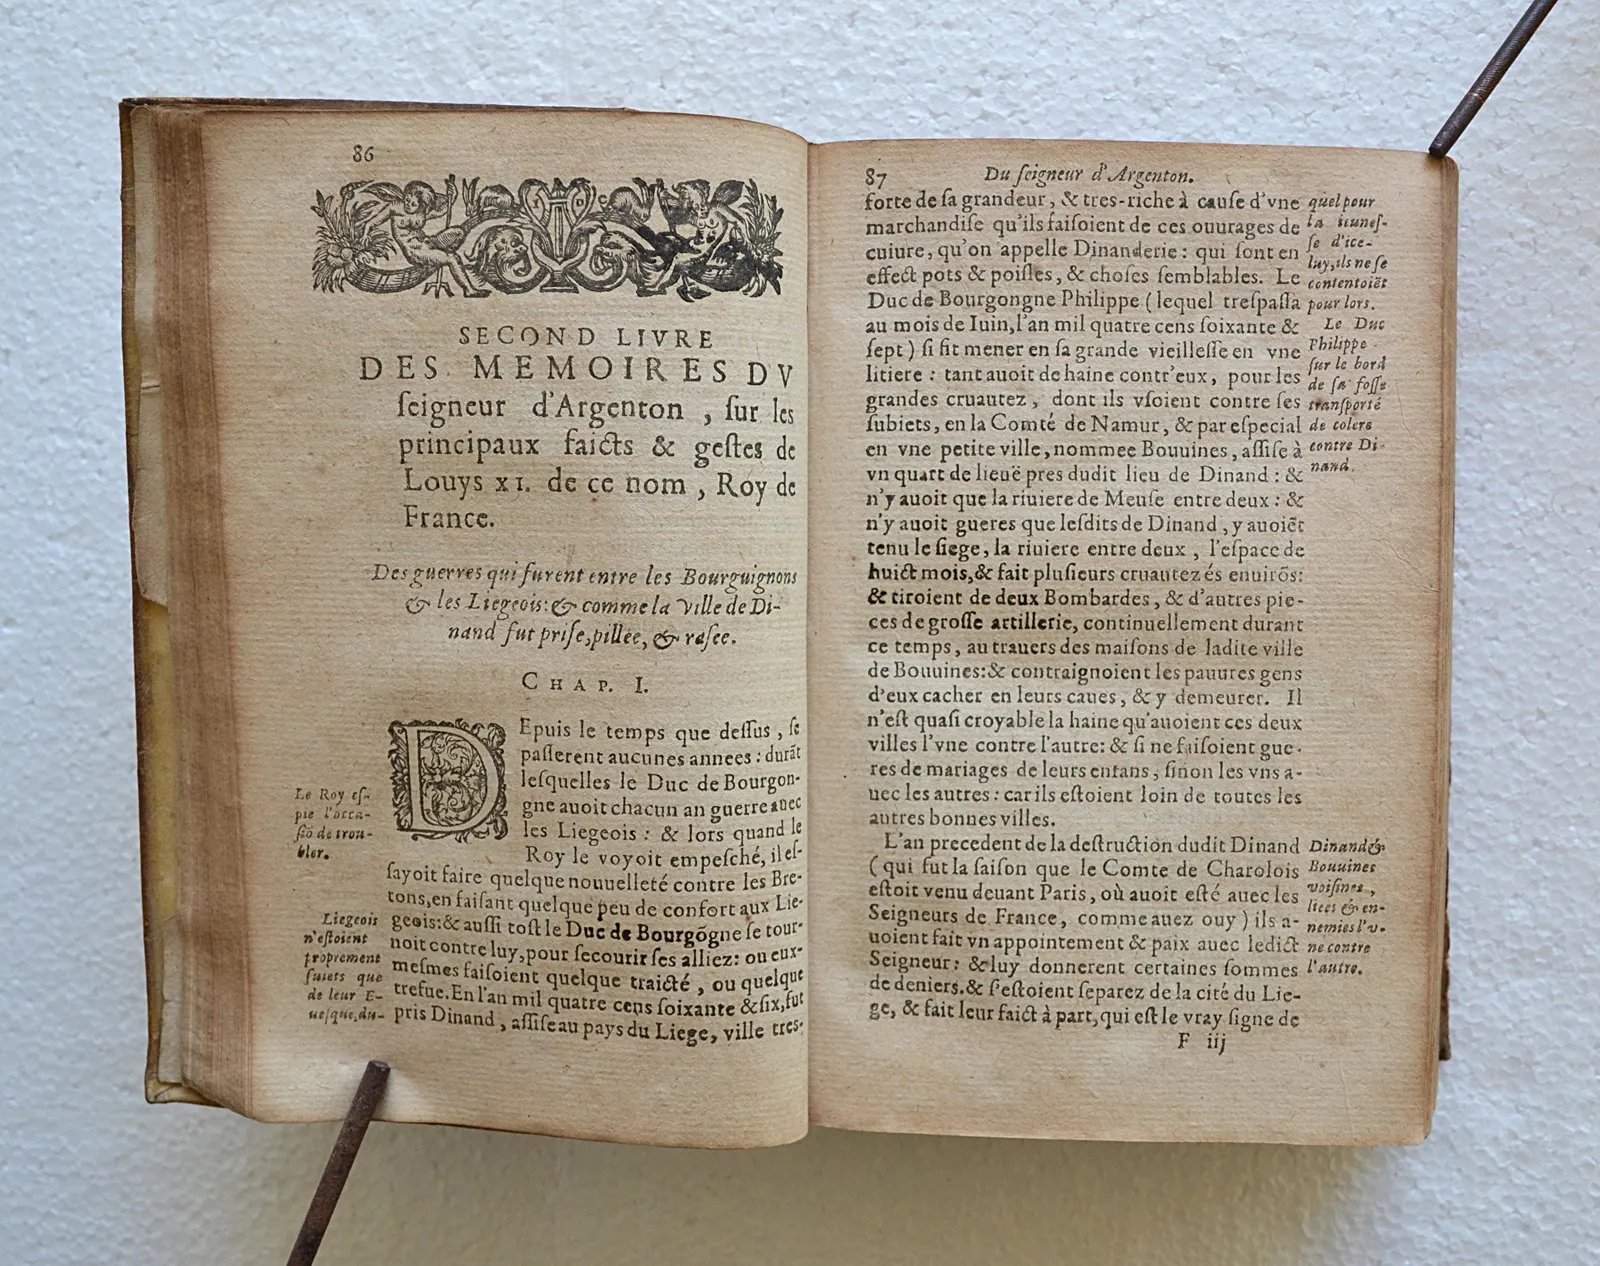 86
SECOND LIVRE
DES MEMOIRES DV
ſeigneur d'Argenton , ſur les
principaux faicts & geſtes de
Louys XI. de ce nom , Roy de
France.
Des guerres qui furent entre les Bourguignons
& les Liegeois: & comme la ville de Di-
nand fut priſe, pillée, & raſee.
CHAP. I.
DEpuis le temps que deſſus , ſe
paſſerent aucunes annees : durãt
leſquelles le Duc de Bourgon-
gne auoit chacun an guerre auec
les Liegeois : & lors quand le
Roy le voyoit empeſché, il eſ-
ſayoit faire quelque nouuelleté contre les Bre-
tons, en faiſant quelque peu de confort aux Lie-
geois: & auſſi toſt le Duc de Bourgõgne ſe tour-
noit contre luy, pour ſecourir ſes alliez: ou eux-
meſmes faiſoient quelque traicté , ou quelque
trefue. En l'an mil quatre cens ſoixante & ſix, fut
pris Dinand , aſſiſe au pays du Liege, ville tres-
Le Roy eſ-
pie l'occa-
ſiõ de trou-
bler.
Liegeois
n'eſtoient
proprement
ſuiets que
de leur E-
ueſque, du-
87
Du ſeigneur d'Argenton.
forte de ſa grandeur, & tres-riche à cauſe d'vne
marchandiſe qu'ils faiſoient de ces ouurages de
cuiure, qu'on appelle Dinanderie : qui ſont en
effect pots & poiſles, & choſes ſemblables. Le
Duc de Bourgongne Philippe ( lequel treſpaſſa
au mois de Iuin, l'an mil quatre cens ſoixante &
ſept ) ſi fit mener en ſa grande vieilleſſe en vne
litiere : tant auoit de haine contr'eux, pour les
grandes cruautez , dont ils vſoient contre ſes
ſubiets, en la Comté de Namur, & par eſpecial
en vne petite ville, nommee Bouuines, aſſiſe à
vn quart de lieuë pres dudit lieu de Dinand : &
n'y auoit que la riuiere de Meuſe entre deux : &
n'y auoit gueres que leſdits de Dinand , y auoiẽt
tenu le ſiege, la riuiere entre deux , l'eſpace de
huict mois, & fait pluſieurs cruautez és enuirõs:
& tiroient de deux Bombardes, & d'autres pie-
ces de groſſe artillerie, continuellement durant
ce temps, au trauers des maiſons de ladite ville
de Bouuines: & contraignoient les pauures gens
d'eux cacher en leurs caues, & y demeurer. Il
n'eſt quaſi croyable la haine qu'auoient ces deux
villes l'vne contre l'autre: & ſi ne faiſoient gue-
res de mariages de leurs enfans, ſinon les vns a-
uec les autres : car ils eſtoient loin de toutes les
autres bonnes villes.
L'an precedent de la deſtruction dudit Dinand
( qui fut la ſaiſon que le Comte de Charolois
eſtoit venu deuant Paris, où auoit eſté auec les
Seigneurs de France, comme auez ouy ) ils a-
uoient fait vn appointement & paix auec ledict
Seigneur: & luy donnerent certaines ſommes
de deniers. & s'eſtoient ſeparez de la cité du Lie-
ge, & fait leur faict à part, qui eſt le vray ſigne de
F iij
quel pour
la ieuneſ-
ſe d'ice-
luy, ils ne ſe
contentoiẽt
pour lors.
Le Duc
Philippe
ſur le bord
de ſa foſſe
tranſporté
de colere
contre Di-
nand.
Dinand &
Bouuines
voiſines,
liees & en-
nemies l'v-
ne contre
l'autre.